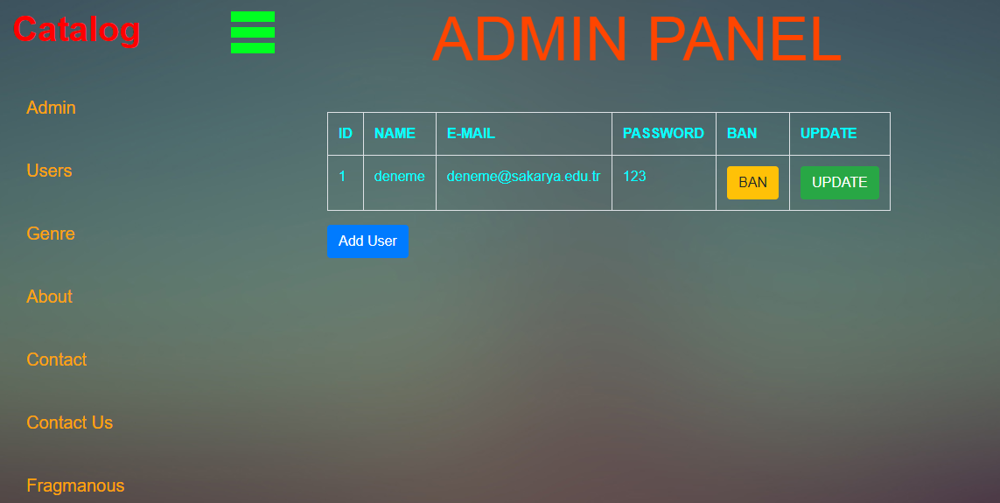 Catalog
ADMIN PANEL
Admin
Users
Genre
About
Contact
Contact Us
Fragmanous
ID NAME E-MAIL PASSWORD BAN UPDATE
1 deneme deneme@sakarya.edu.tr 123 BAN UPDATE
Add User